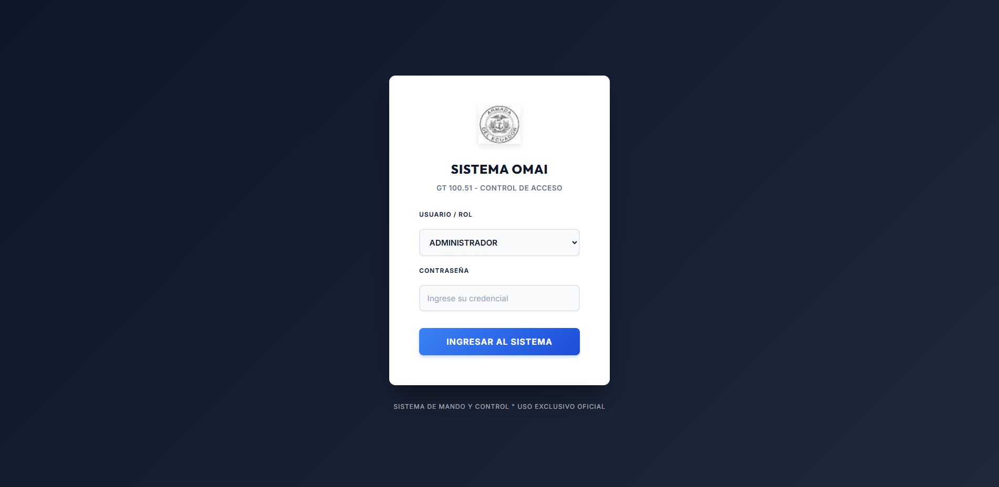 ARMADA
DEL ECUADOR
SISTEMA OMAI
GT 100.51 - CONTROL DE ACCESO
USUARIO / ROL
ADMINISTRADOR
CONTRASEÑA
Ingrese su credencial
INGRESAR AL SISTEMA
SISTEMA DE MANDO Y CONTROL " USO EXCLUSIVO OFICIAL